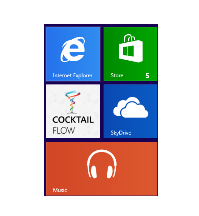 Internet Explorer
Store 5
COCKTAIL
FLOW
SkyDrive
Music